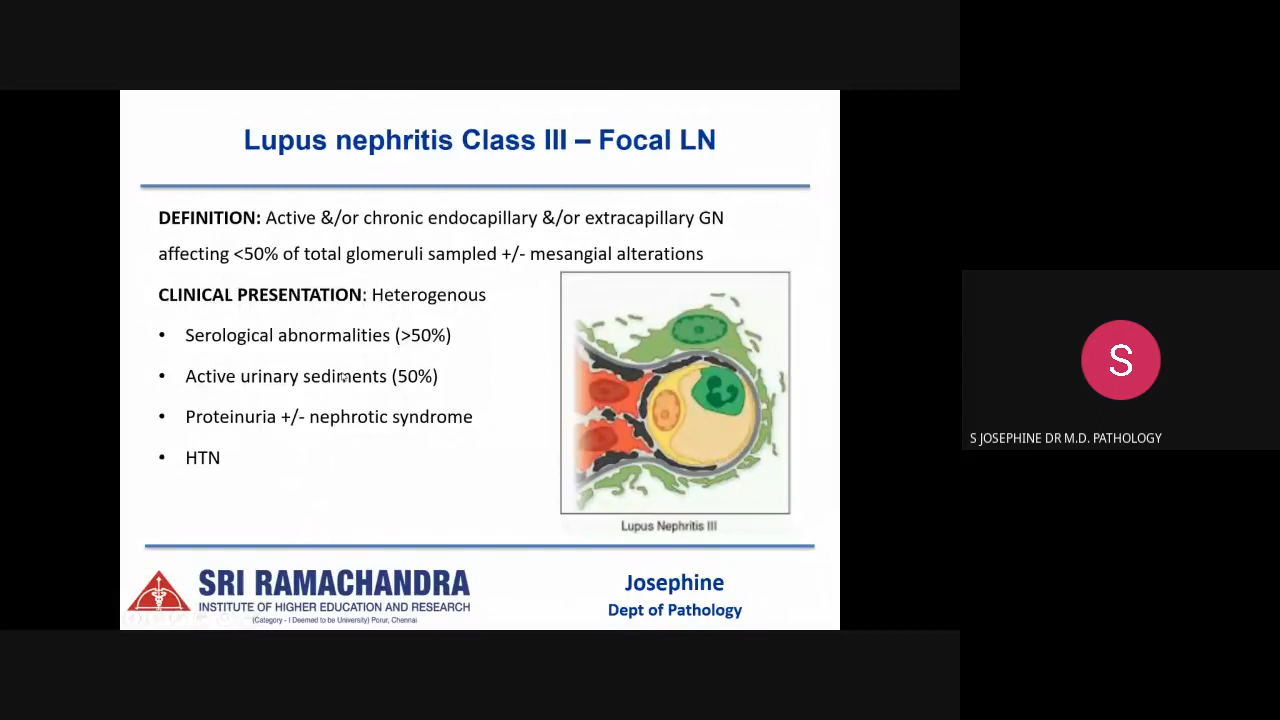 Lupus nephritis Class III – Focal LN
DEFINITION: Active &/or chronic endocapillary &/or extracapillary GN
affecting <50% of total glomeruli sampled +/- mesangial alterations
CLINICAL PRESENTATION: Heterogenous
• Serological abnormalities (>50%)
• Active urinary sediments (50%)
• Proteinuria +/- nephrotic syndrome
• HTN
Lupus Nephritis III
SRI RAMACHANDRA
INSTITUTE OF HIGHER EDUCATION AND RESEARCH
(Category - I Deemed to be University) Porur, Chennai
Josephine
Dept of Pathology
S
S JOSEPHINE DR M.D. PATHOLOGY